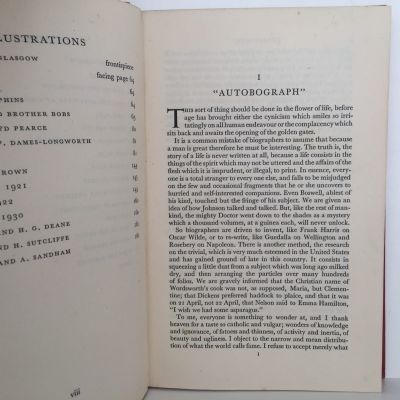 LUSTRATIONS
GLASGOW frontispiece
facing page 64
64
PHINS 64
D BROTHER BOBS 65
D PEARCE 80
DAMES-LONGWORTH 80
81
145
ROWN 160
1921 161
22 161
1930
ND H. G. DEANE
ND H. SUTCLIFFE
AND A. SANDHAM
viii
I
"AUTOBOGRAPH"
THIS sort of thing should be done in the flower of life, before
age has brought either the cynicism which smiles so irri-
tatingly on all human endeavour or the complacency which
sits back and awaits the opening of the golden gates.
It is a common mistake of biographers to assume that because
a man is great therefore he must be interesting. The truth is, the
story of a life is never written at all, because a life consists in the
things of the spirit which may not be uttered and the affairs of the
flesh which it is imprudent, or illegal, to print. In essence, every-
one is a total stranger to every one else, and falls to be misjudged
on the few and occasional fragments that he or she uncovers to
hurried and self-interested companions. Even Boswell, ablest of
his kind, touched but the fringe of his subject. We are given an
idea of how Johnson talked and talked. But, like the rest of man-
kind, the mighty Doctor went down to the shades as a mystery
which a thousand volumes, at a guinea each, will never unlock.
So biographers are driven to invent, like Frank Harris on
Oscar Wilde, or to re-write, like Guedalla on Wellington and
Rosebery on Napoleon. There is another method, the research
on the trivial, which is very much esteemed in the United States
and has gained ground of late in this country. It consists in
squeezing a little dust from a subject which was long ago milked
dry, and then arranging the particles over many hundreds
of folios. We are gravely informed that the Christian name of
Wordsworth's cook was not, as supposed, Maria, but Clemen-
tine; that Dickens preferred haddock to plaice, and that it was
on 22 April, not 21 April, that Nelson said to Emma Hamilton,
"I wish we had some asparagus."
To me, everyone is something to wonder at, and I thank
heaven for a taste so catholic and vulgar; wonders of knowledge
and ignorance, of fatness and thinness, of activity and inertia, of
beauty and ugliness. I object to the narrow and mean distribu-
tion of what the world calls fame. I refuse to accept merely what
1